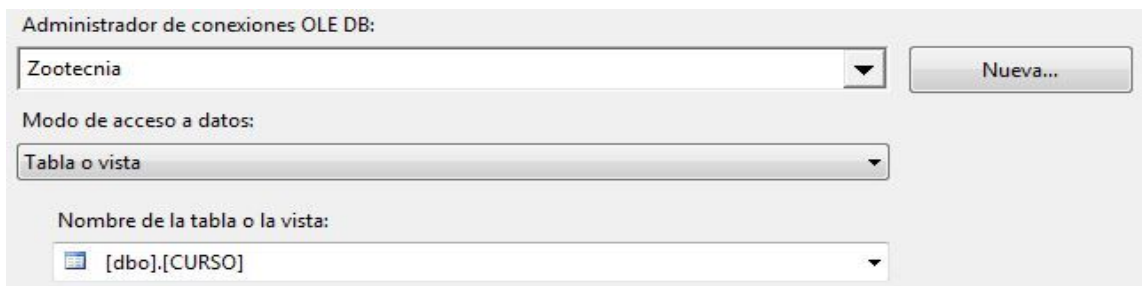 Administrador de conexiones OLE DB:
Zootecnia
Nueva...
Modo de acceso a datos:
Tabla o vista
Nombre de la tabla o la vista:
[dbo].[CURSO]